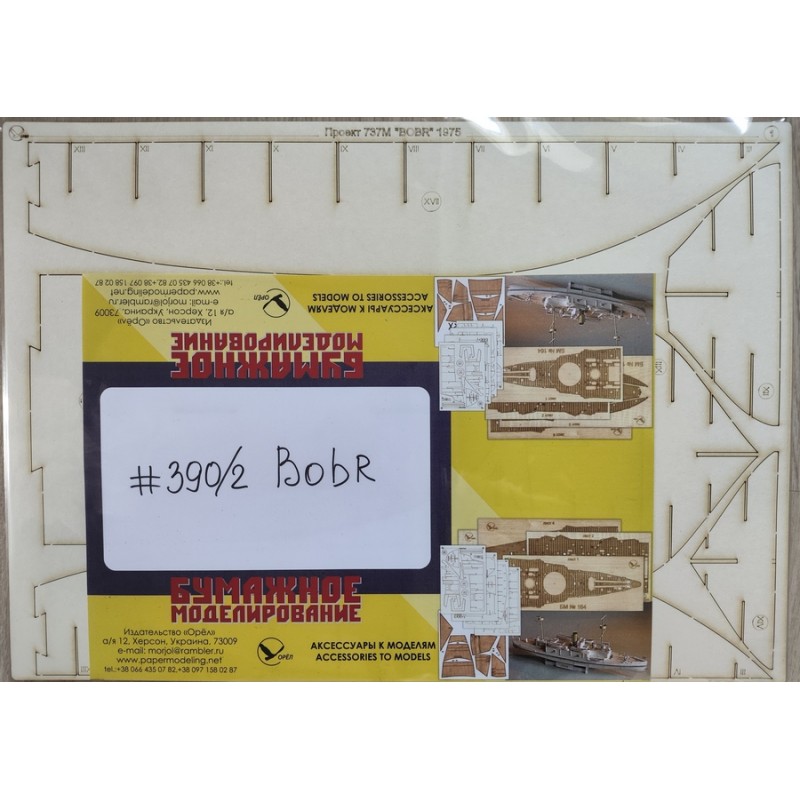 Проект 737М "BOBR" 1975
1
XIII
XII
XI
X
IX
VIII
VII
VI
V
IV
III
XVII
БУМАЖНОЕ
МОДЕЛИРОВАНИЕ
Издательство «Орёл»
а/я 12, Херсон, Украина, 73009
e-mail: morjol@rambler.ru
www.papermodeling.net
tel.:+38 066 435 07 82,+38 097 158 02 87
ОРЁЛ
АКСЕССУАРЫ К МОДЕЛЯМ
ACCESSORIES TO MODELS
#390/2 BobR
БУМАЖНОЕ
МОДЕЛИРОВАНИЕ
Издательство «Орёл»
а/я 12, Херсон, Украина, 73009
e-mail: morjol@rambler.ru
www.papermodeling.net
tel.:+38 066 435 07 82,+38 097 158 02 87
ОРЁЛ
АКСЕССУАРЫ К МОДЕЛЯМ
ACCESSORIES TO MODELS